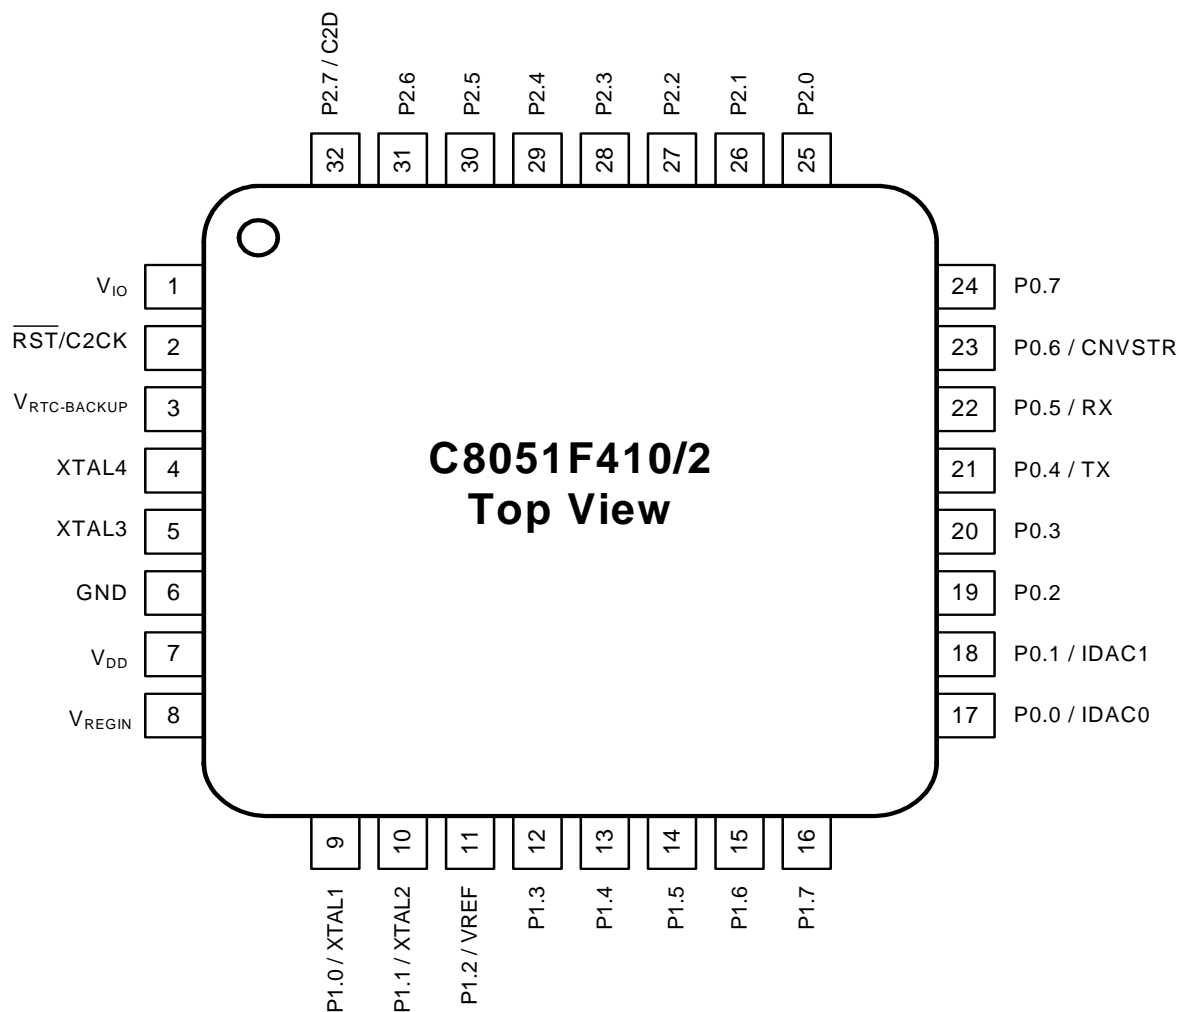 P2.7 / C2D
P2.6
P2.5
P2.4
P2.3
P2.2
P2.1
P2.0
32
31
30
29
28
27
26
25
V_IO 1
RST/C2CK 2
V_RTC-BACKUP 3
XTAL4 4
XTAL3 5
GND 6
V_DD 7
V_REGIN 8
C8051F410/2
Top View
24 P0.7
23 P0.6 / CNVSTR
22 P0.5 / RX
21 P0.4 / TX
20 P0.3
19 P0.2
18 P0.1 / IDAC1
17 P0.0 / IDAC0
9
10
11
12
13
14
15
16
P1.0 / XTAL1
P1.1 / XTAL2
P1.2 / VREF
P1.3
P1.4
P1.5
P1.6
P1.7